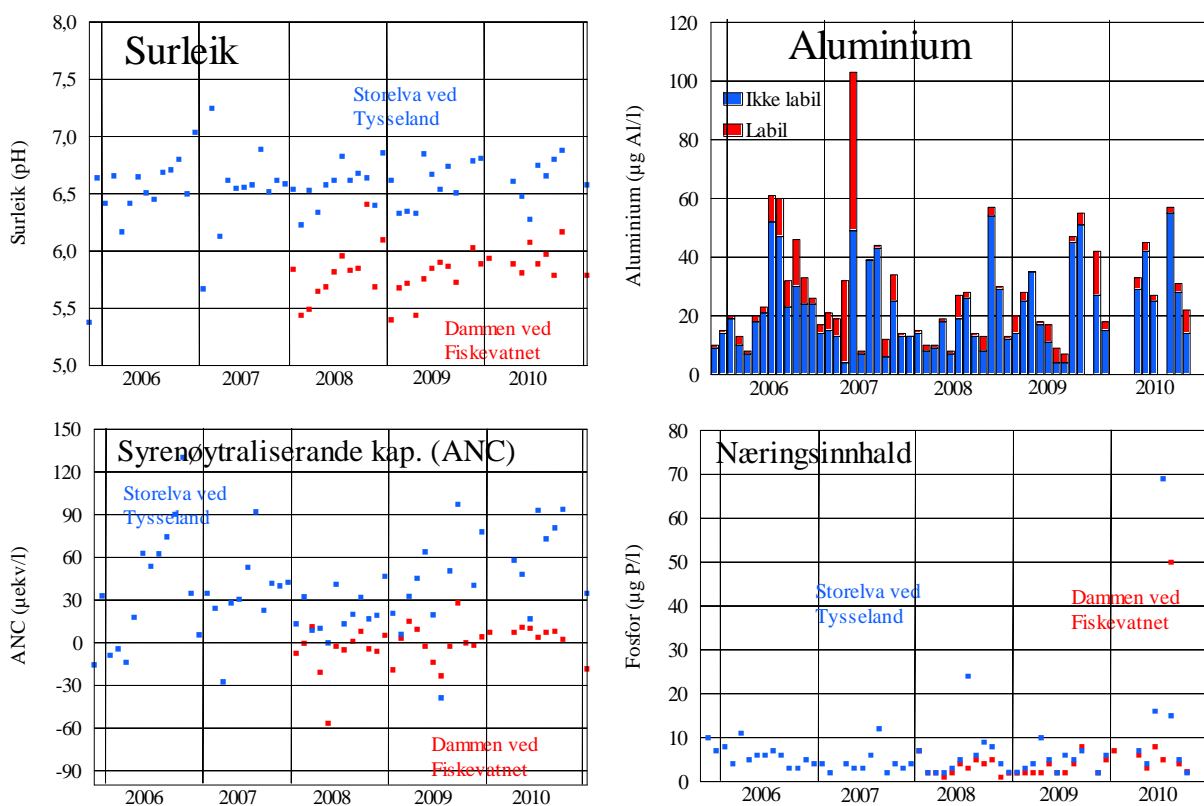 Surleik
Surleik (pH)
8,0
7,5
7,0
6,5
6,0
5,5
5,0
Storelva ved
Tysseland
Dammen ved
Fiskevatnet
2006 2007 2008 2009 2010
Aluminium
Aluminium (µg Al/l)
120
100
80
60
40
20
0
Ikke labil
Labil
2006 2007 2008 2009 2010
Syrenøytraliserande kap. (ANC)
ANC (µekv/l)
150
120
90
60
30
0
-30
-60
-90
Storelva ved
Tysseland
Dammen ved
Fiskevatnet
2006 2007 2008 2009 2010
Næringsinnhald
Fosfor (µg P/l)
80
70
60
50
40
30
20
10
0
Storelva ved
Tysseland
Dammen ved
Fiskevatnet
2006 2007 2008 2009 2010